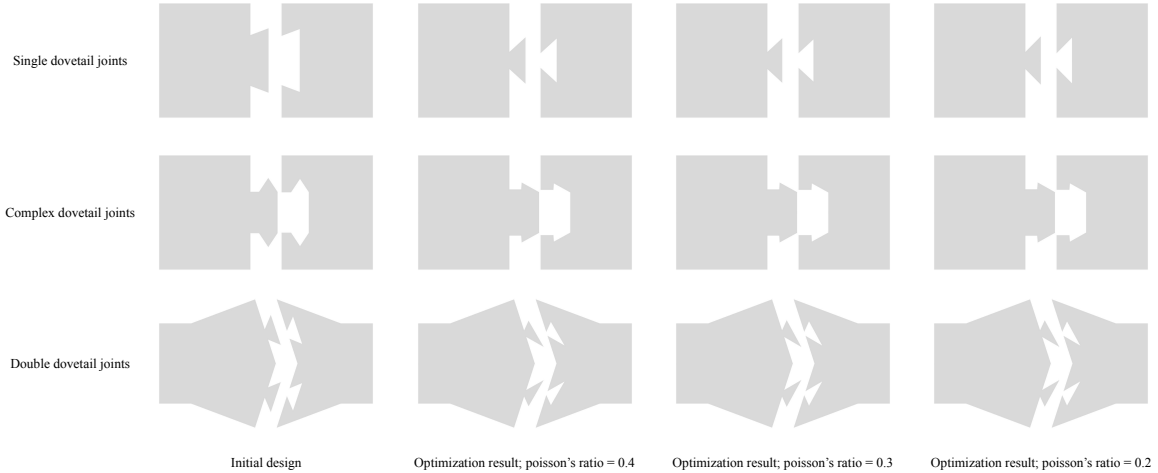 Single dovetail joints
Complex dovetail joints
Double dovetail joints
Initial design
Optimization result; poisson's ratio = 0.4
Optimization result; poisson's ratio = 0.3
Optimization result; poisson's ratio = 0.2